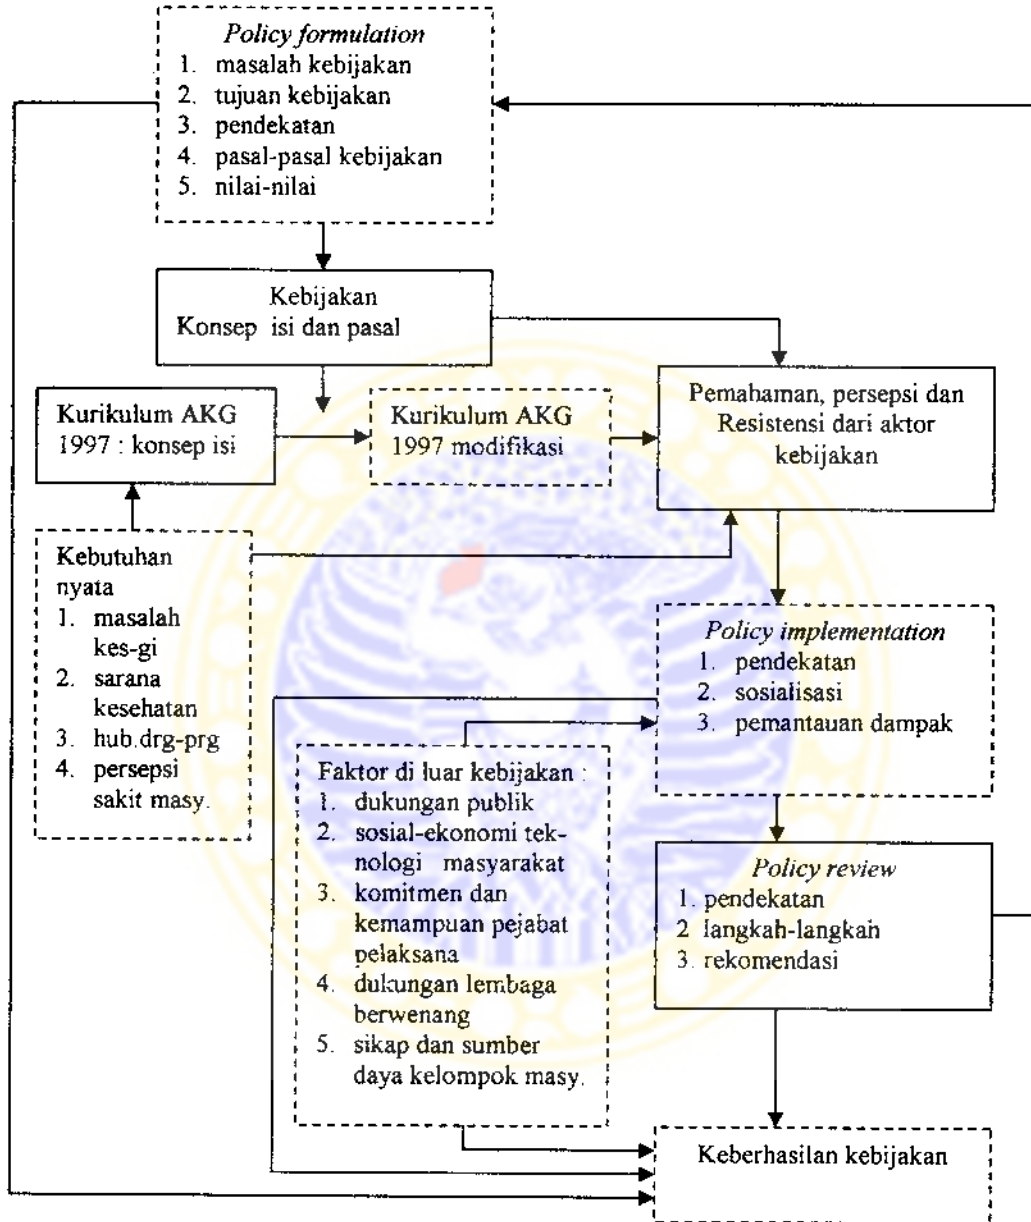 Policy formulation
1. masalah kebijakan
2. tujuan kebijakan
3. pendekatan
4. pasal-pasal kebijakan
5. nilai-nilai
Kebijakan
Konsep isi dan pasal
Kurikulum AKG
1997 : konsep isi
Kurikulum AKG
1997 modifikasi
Pemahaman, persepsi dan
Resistensi dari aktor
kebijakan
Kebutuhan
nyata
1. masalah
kes-gi
2. sarana
kesehatan
3. hub.drg-prg
4. persepsi
sakit masy.
Policy implementation
1. pendekatan
2. sosialisasi
3. pemantauan dampak
Faktor di luar kebijakan :
1. dukungan publik
2. sosial-ekonomi tek-
nologi masyarakat
3. komitmen dan
kemampuan pejabat
pelaksana
4. dukungan lembaga
berwenang
5. sikap dan sumber
daya kelompok masy.
Policy review
1. pendekatan
2 langkah-langkah
3. rekomendasi
Keberhasilan kebijakan